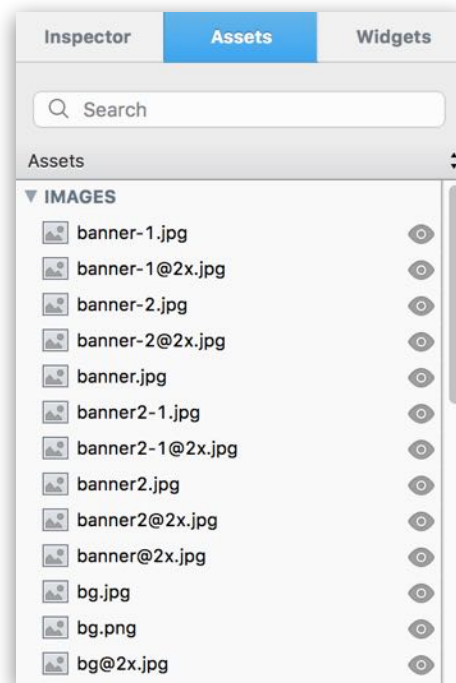 Inspector Assets Widgets
Search
Assets
IMAGES
banner-1.jpg
banner-1@2x.jpg
banner-2.jpg
banner-2@2x.jpg
banner.jpg
banner2-1.jpg
banner2-1@2x.jpg
banner2.jpg
banner2@2x.jpg
banner@2x.jpg
bg.jpg
bg.png
bg@2x.jpg